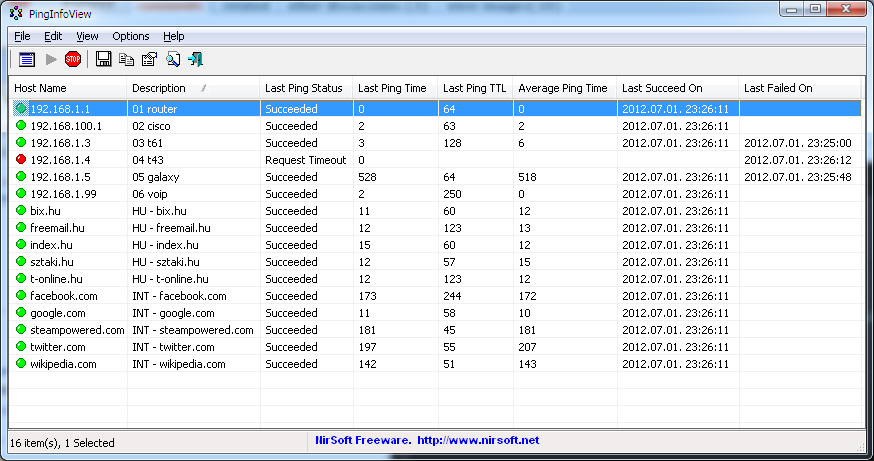 PingInfoView
File Edit View Options Help
Host Name Description Last Ping Status Last Ping Time Last Ping TTL Average Ping Time Last Succeed On Last Failed On
192.168.1.1 01 router Succeeded 0 64 0 2012.07.01. 23:26:11
192.168.100.1 02 cisco Succeeded 2 63 2 2012.07.01. 23:26:11
192.168.1.3 03 t61 Succeeded 3 128 6 2012.07.01. 23:26:11 2012.07.01. 23:25:00
192.168.1.4 04 t43 Request Timeout 0 2012.07.01. 23:26:12
192.168.1.5 05 galaxy Succeeded 528 64 518 2012.07.01. 23:26:11 2012.07.01. 23:25:48
192.168.1.99 06 voip Succeeded 2 250 0 2012.07.01. 23:26:11
bix.hu HU - bix.hu Succeeded 11 60 12 2012.07.01. 23:26:11
freemail.hu HU - freemail.hu Succeeded 12 123 13 2012.07.01. 23:26:11
index.hu HU - index.hu Succeeded 15 60 12 2012.07.01. 23:26:11
sztaki.hu HU - sztaki.hu Succeeded 12 57 15 2012.07.01. 23:26:11
t-online.hu HU - t-online.hu Succeeded 12 123 12 2012.07.01. 23:26:11
facebook.com INT - facebook.com Succeeded 173 244 172 2012.07.01. 23:26:11
google.com INT - google.com Succeeded 11 58 10 2012.07.01. 23:26:11
steampowered.com INT - steampowered.com Succeeded 181 45 181 2012.07.01. 23:26:11
twitter.com INT - twitter.com Succeeded 197 55 207 2012.07.01. 23:26:11
wikipedia.com INT - wikipedia.com Succeeded 142 51 143 2012.07.01. 23:26:11
16 item(s), 1 Selected NirSoft Freeware. http://www.nirsoft.net